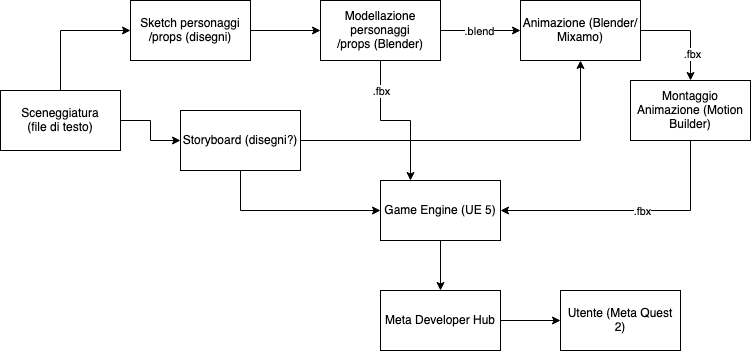 Sketch personaggi
/props (disegni)
Modellazione
personaggi
/props (Blender)
.blend
Animazione (Blender/
Mixamo)
.fbx
Sceneggiatura
(file di testo)
.fbx
Montaggio
Animazione (Motion
Builder)
Storyboard (disegni?)
Game Engine (UE 5)
.fbx
Meta Developer Hub
Utente (Meta Quest
2)